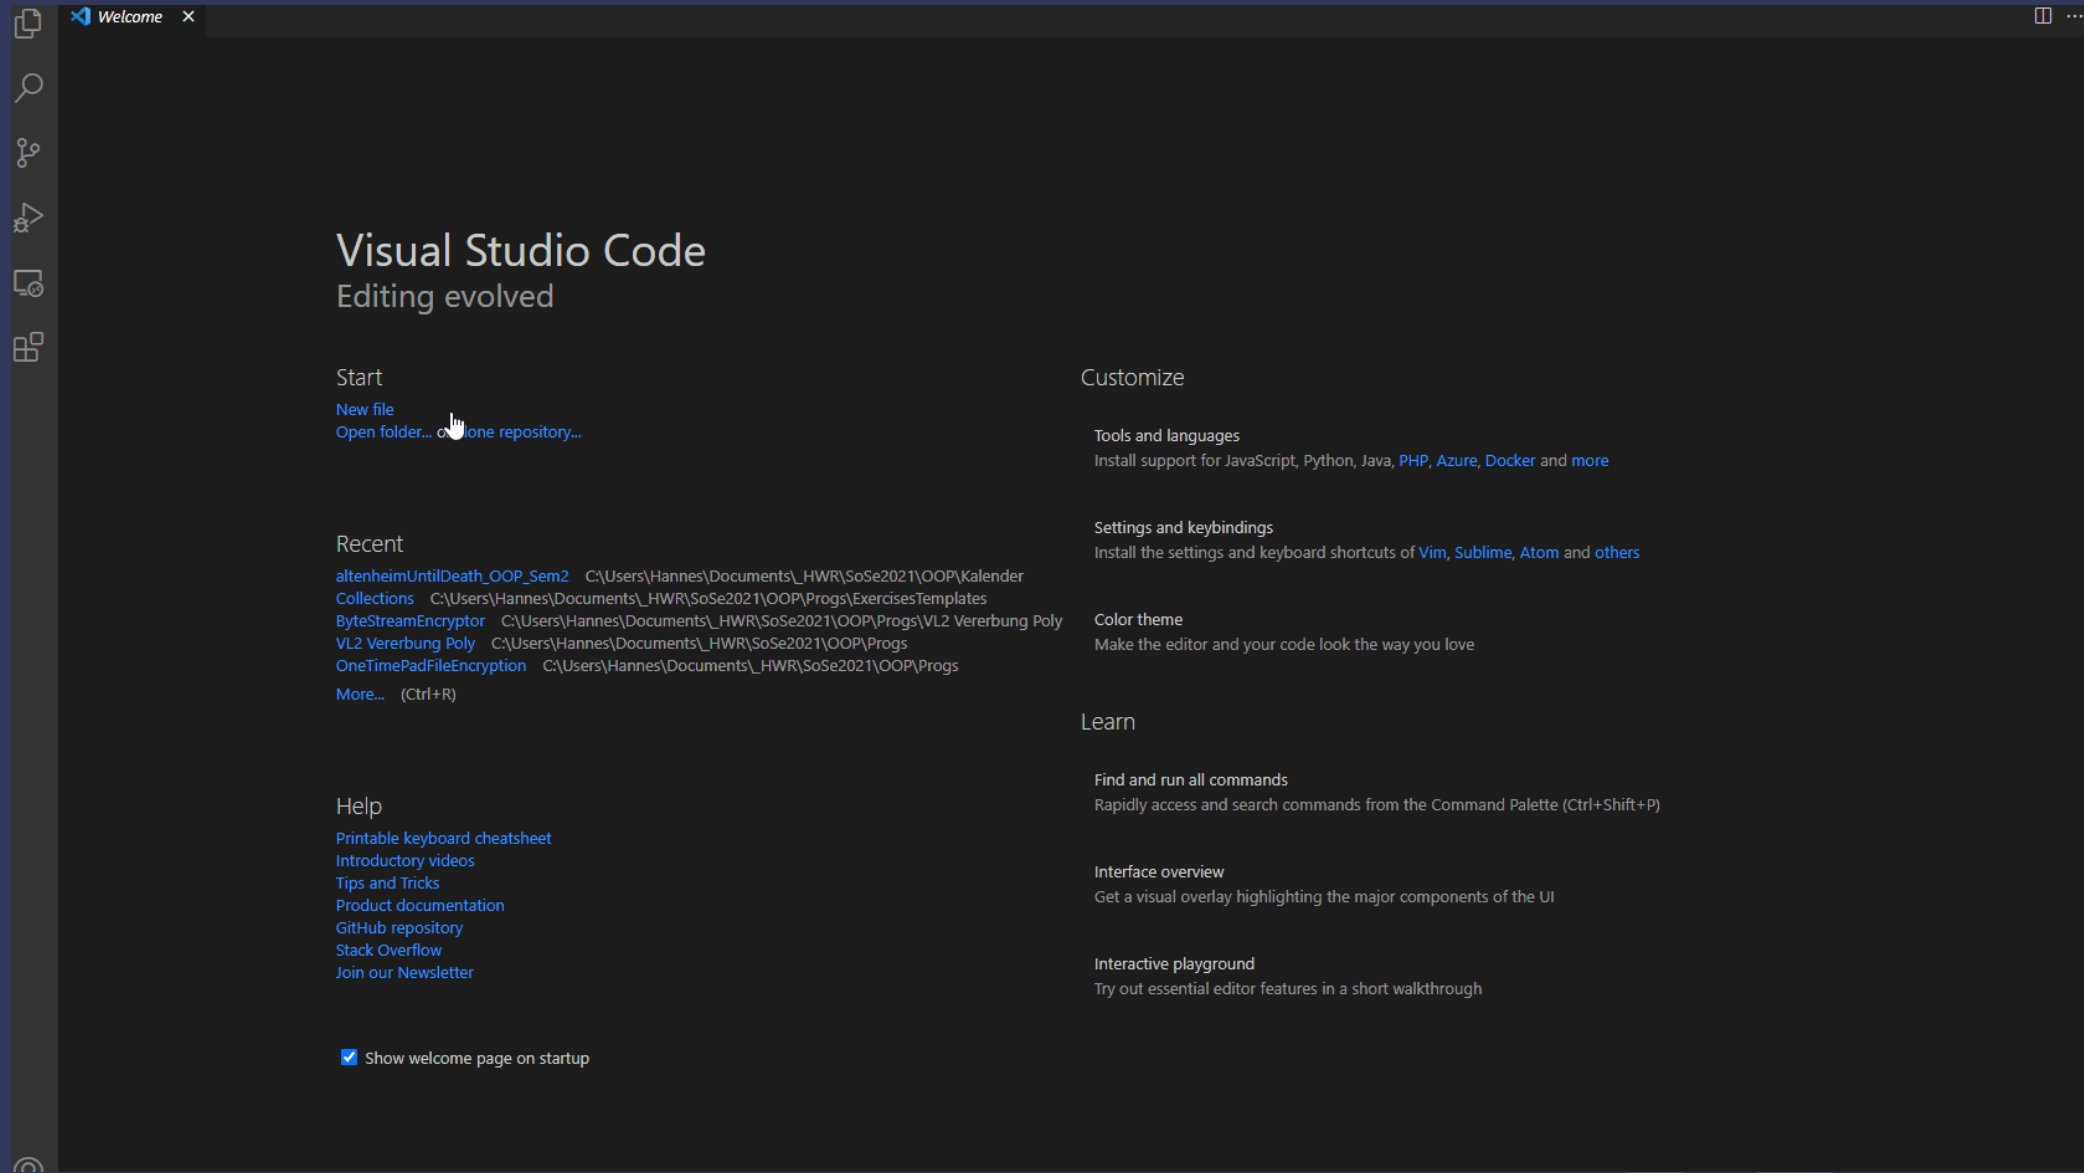 Welcome
Visual Studio Code
Editing evolved
Start
New file
Open folder... or clone repository...
Recent
altenheimUntilDeath_OOP_Sem2 C:\Users\Hannes\Documents\_HWR\SoSe2021\OOP\Kalender
Collections C:\Users\Hannes\Documents\_HWR\SoSe2021\OOP\Progs\ExercisesTemplates
ByteStreamEncryptor C:\Users\Hannes\Documents\_HWR\SoSe2021\OOP\Progs\VL2 Vererbung Poly
VL2 Vererbung Poly C:\Users\Hannes\Documents\_HWR\SoSe2021\OOP\Progs
OneTimePadFileEncryption C:\Users\Hannes\Documents\_HWR\SoSe2021\OOP\Progs
More... (Ctrl+R)
Help
Printable keyboard cheatsheet
Introductory videos
Tips and Tricks
Product documentation
GitHub repository
Stack Overflow
Join our Newsletter
Show welcome page on startup
Customize
Tools and languages
Install support for JavaScript, Python, Java, PHP, Azure, Docker and more
Settings and keybindings
Install the settings and keyboard shortcuts of Vim, Sublime, Atom and others
Color theme
Make the editor and your code look the way you love
Learn
Find and run all commands
Rapidly access and search commands from the Command Palette (Ctrl+Shift+P)
Interface overview
Get a visual overlay highlighting the major components of the UI
Interactive playground
Try out essential editor features in a short walkthrough